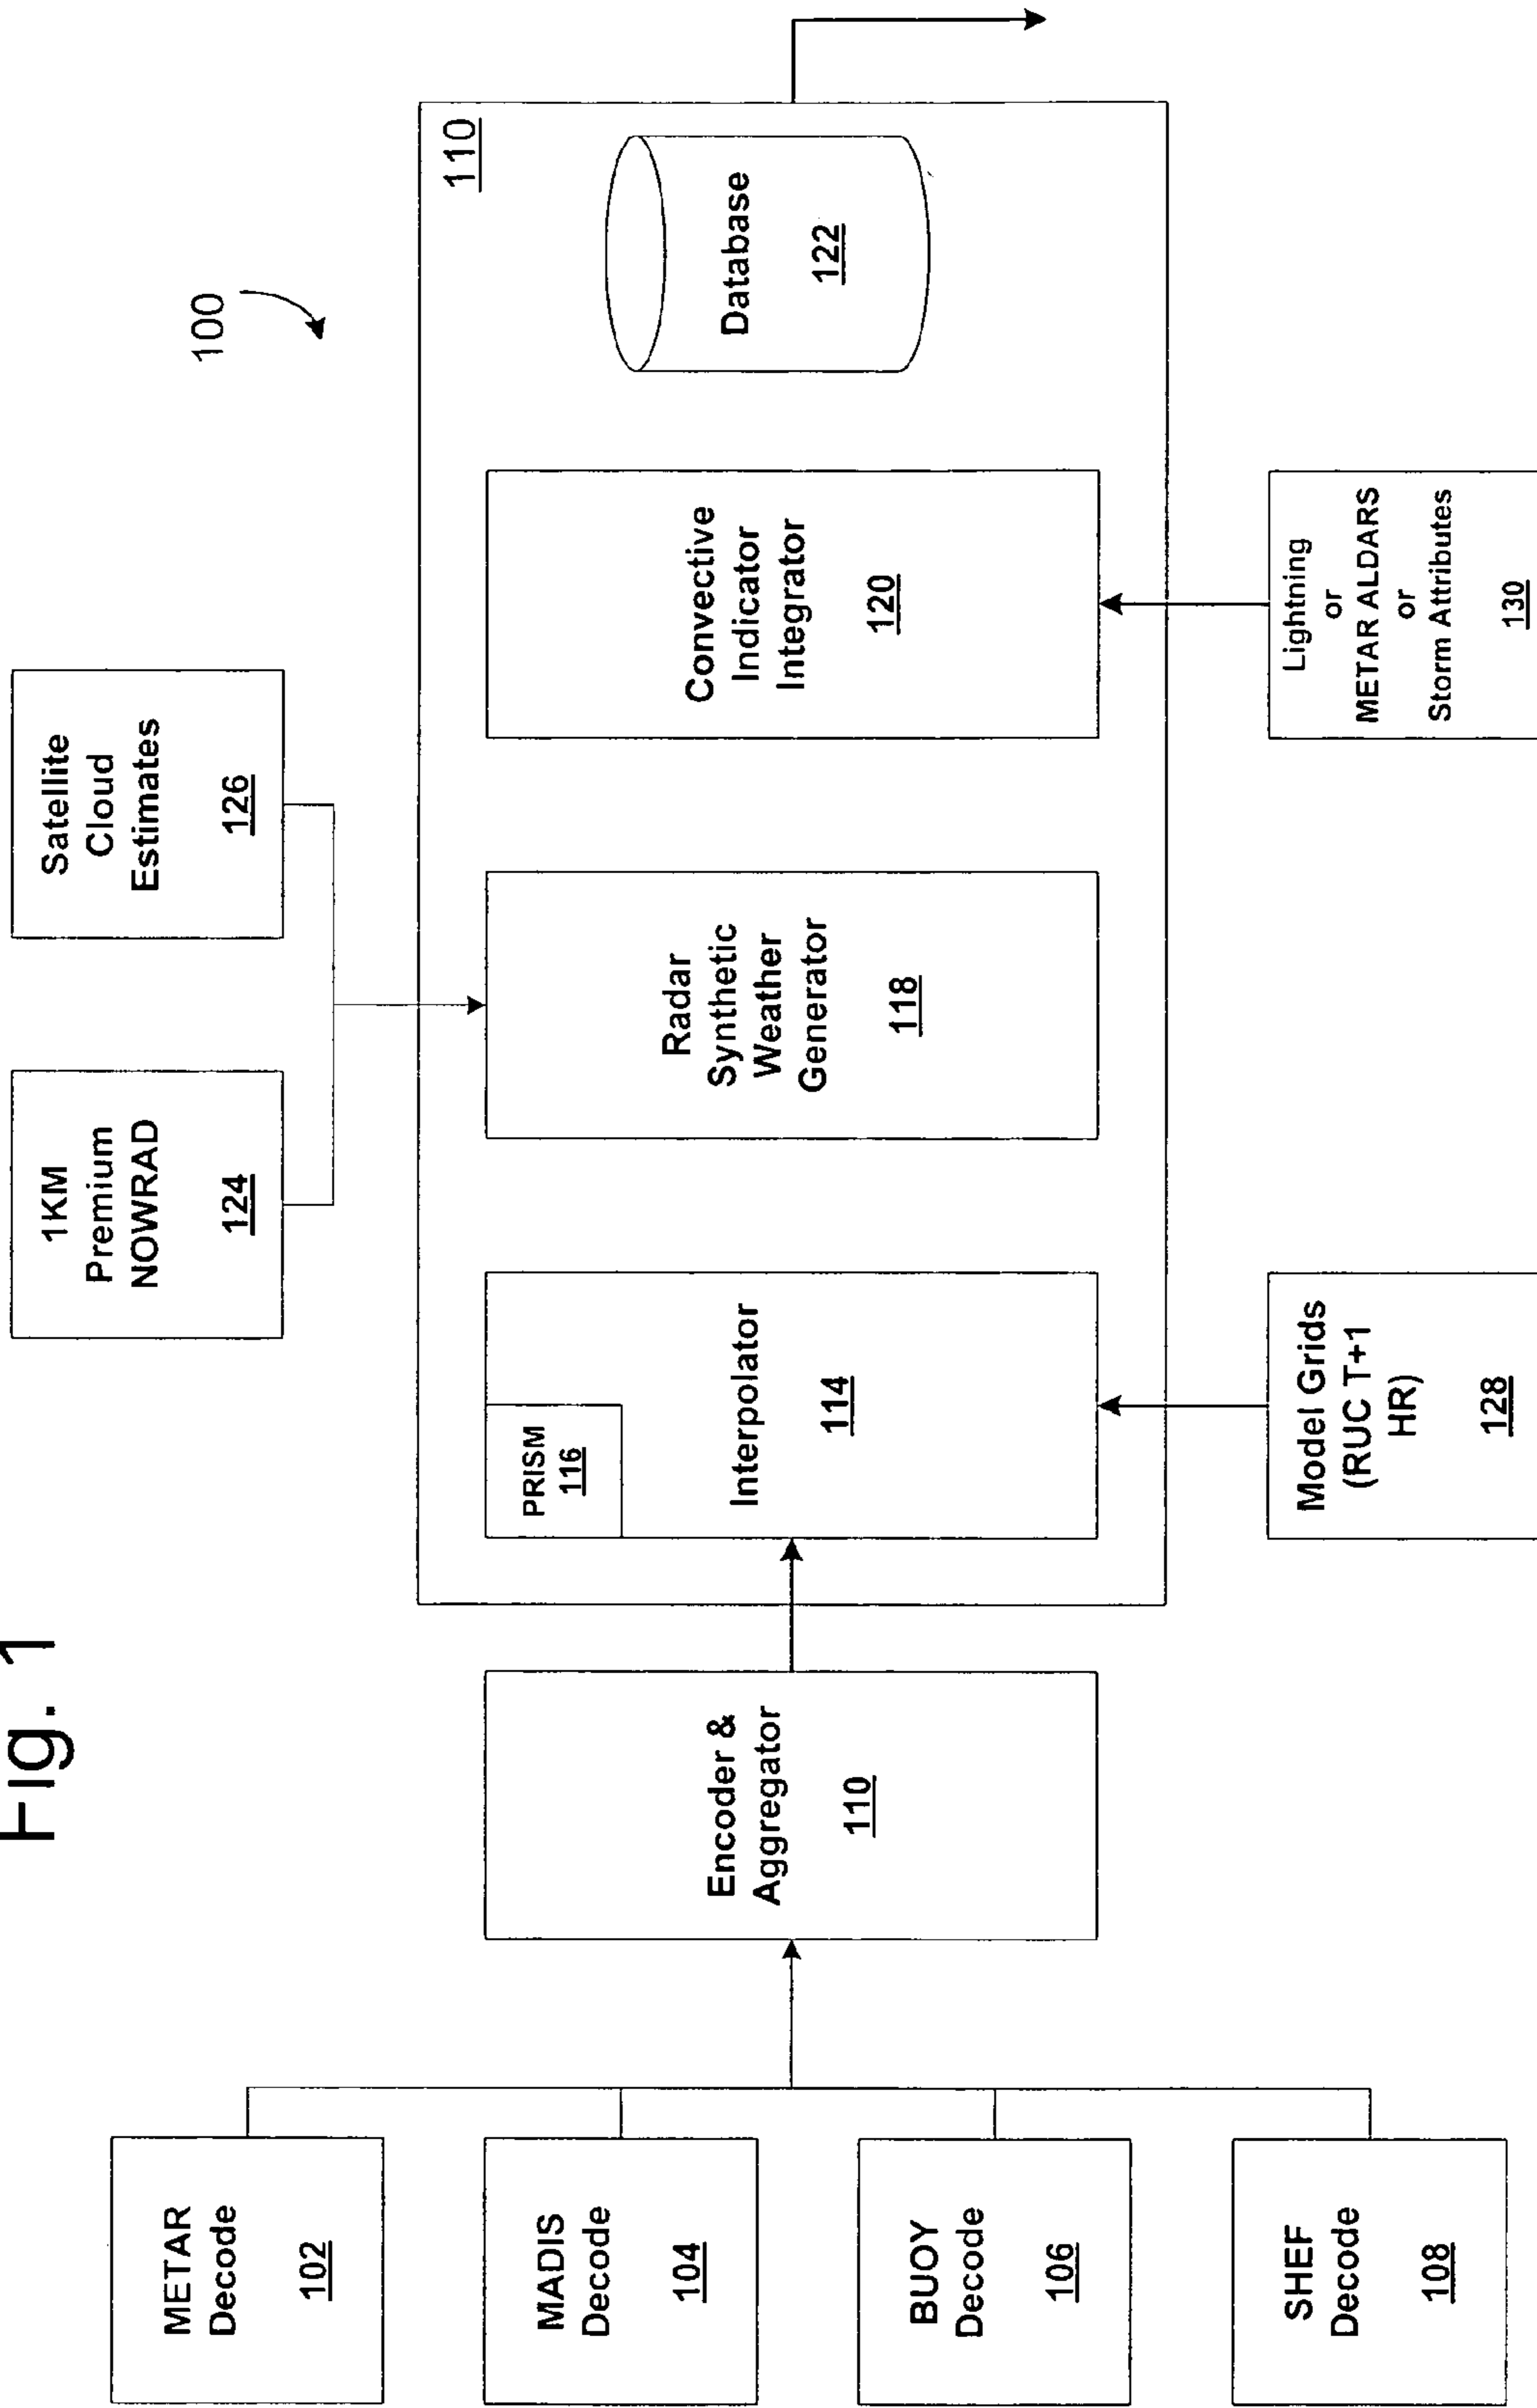 Fig. 1
100
1KM
Premium
NOWRAD
124
Satellite
Cloud
Estimates
126
METAR
Decode
102
MADIS
Decode
104
BUOY
Decode
106
SHEF
Decode
108
Encoder &
Aggregator
110
110
PRISM
116
Interpolator
114
Radar
Synthetic
Weather
Generator
118
Convective
Indicator
Integrator
120
Database
122
Model Grids
(RUC T+1
HR)
128
Lightning
or
METAR ALDARS
or
Storm Attributes
130